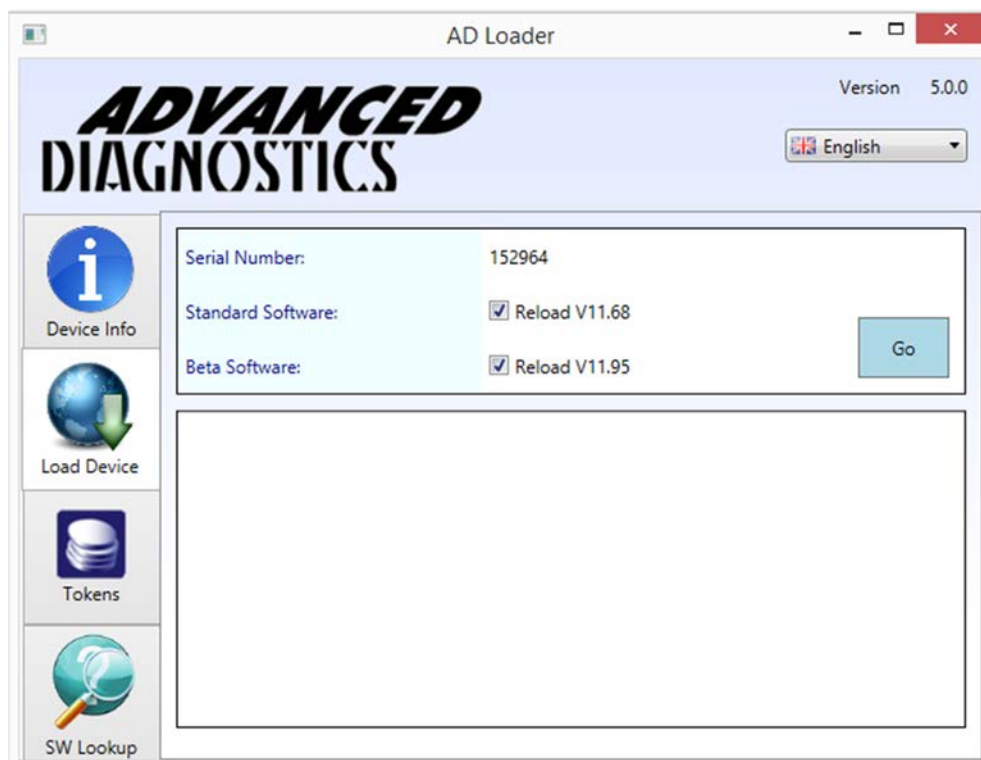 AD Loader
ADVANCED
DIAGNOSTICS
Version 5.0.0
English
Device Info
Load Device
Tokens
SW Lookup
Serial Number: 152964
Standard Software: Reload V11.68
Beta Software: Reload V11.95
Go